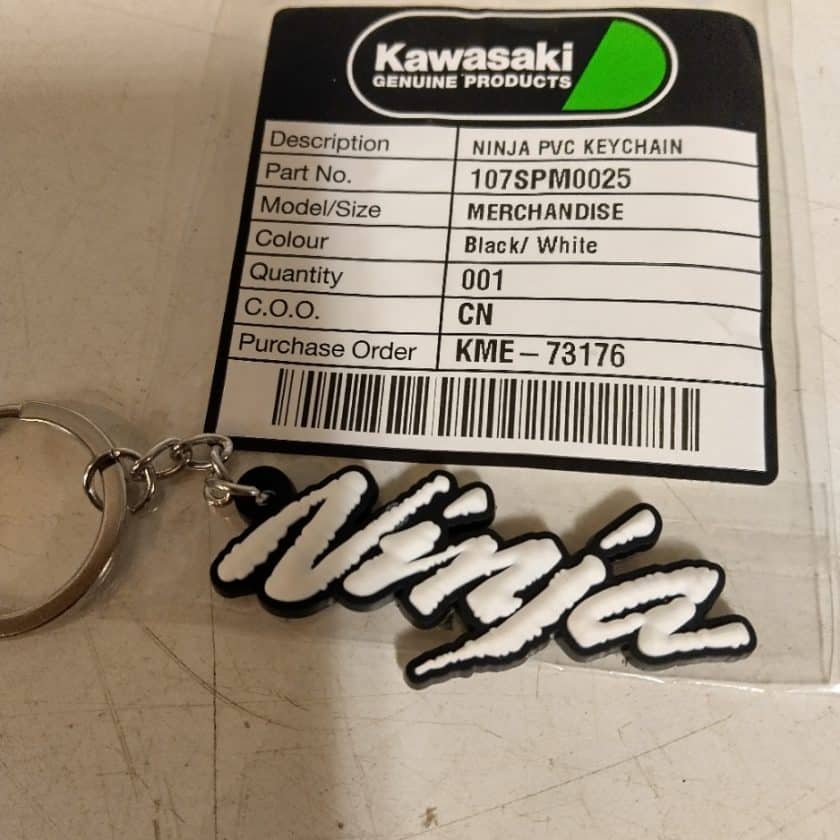 Kawasaki
GENUINE PRODUCTS
Description NINJA PVC KEYCHAIN
Part No. 107SPM0025
Model/Size MERCHANDISE
Colour Black/ White
Quantity 001
C.O.O. CN
Purchase Order KME-73176
Ninja